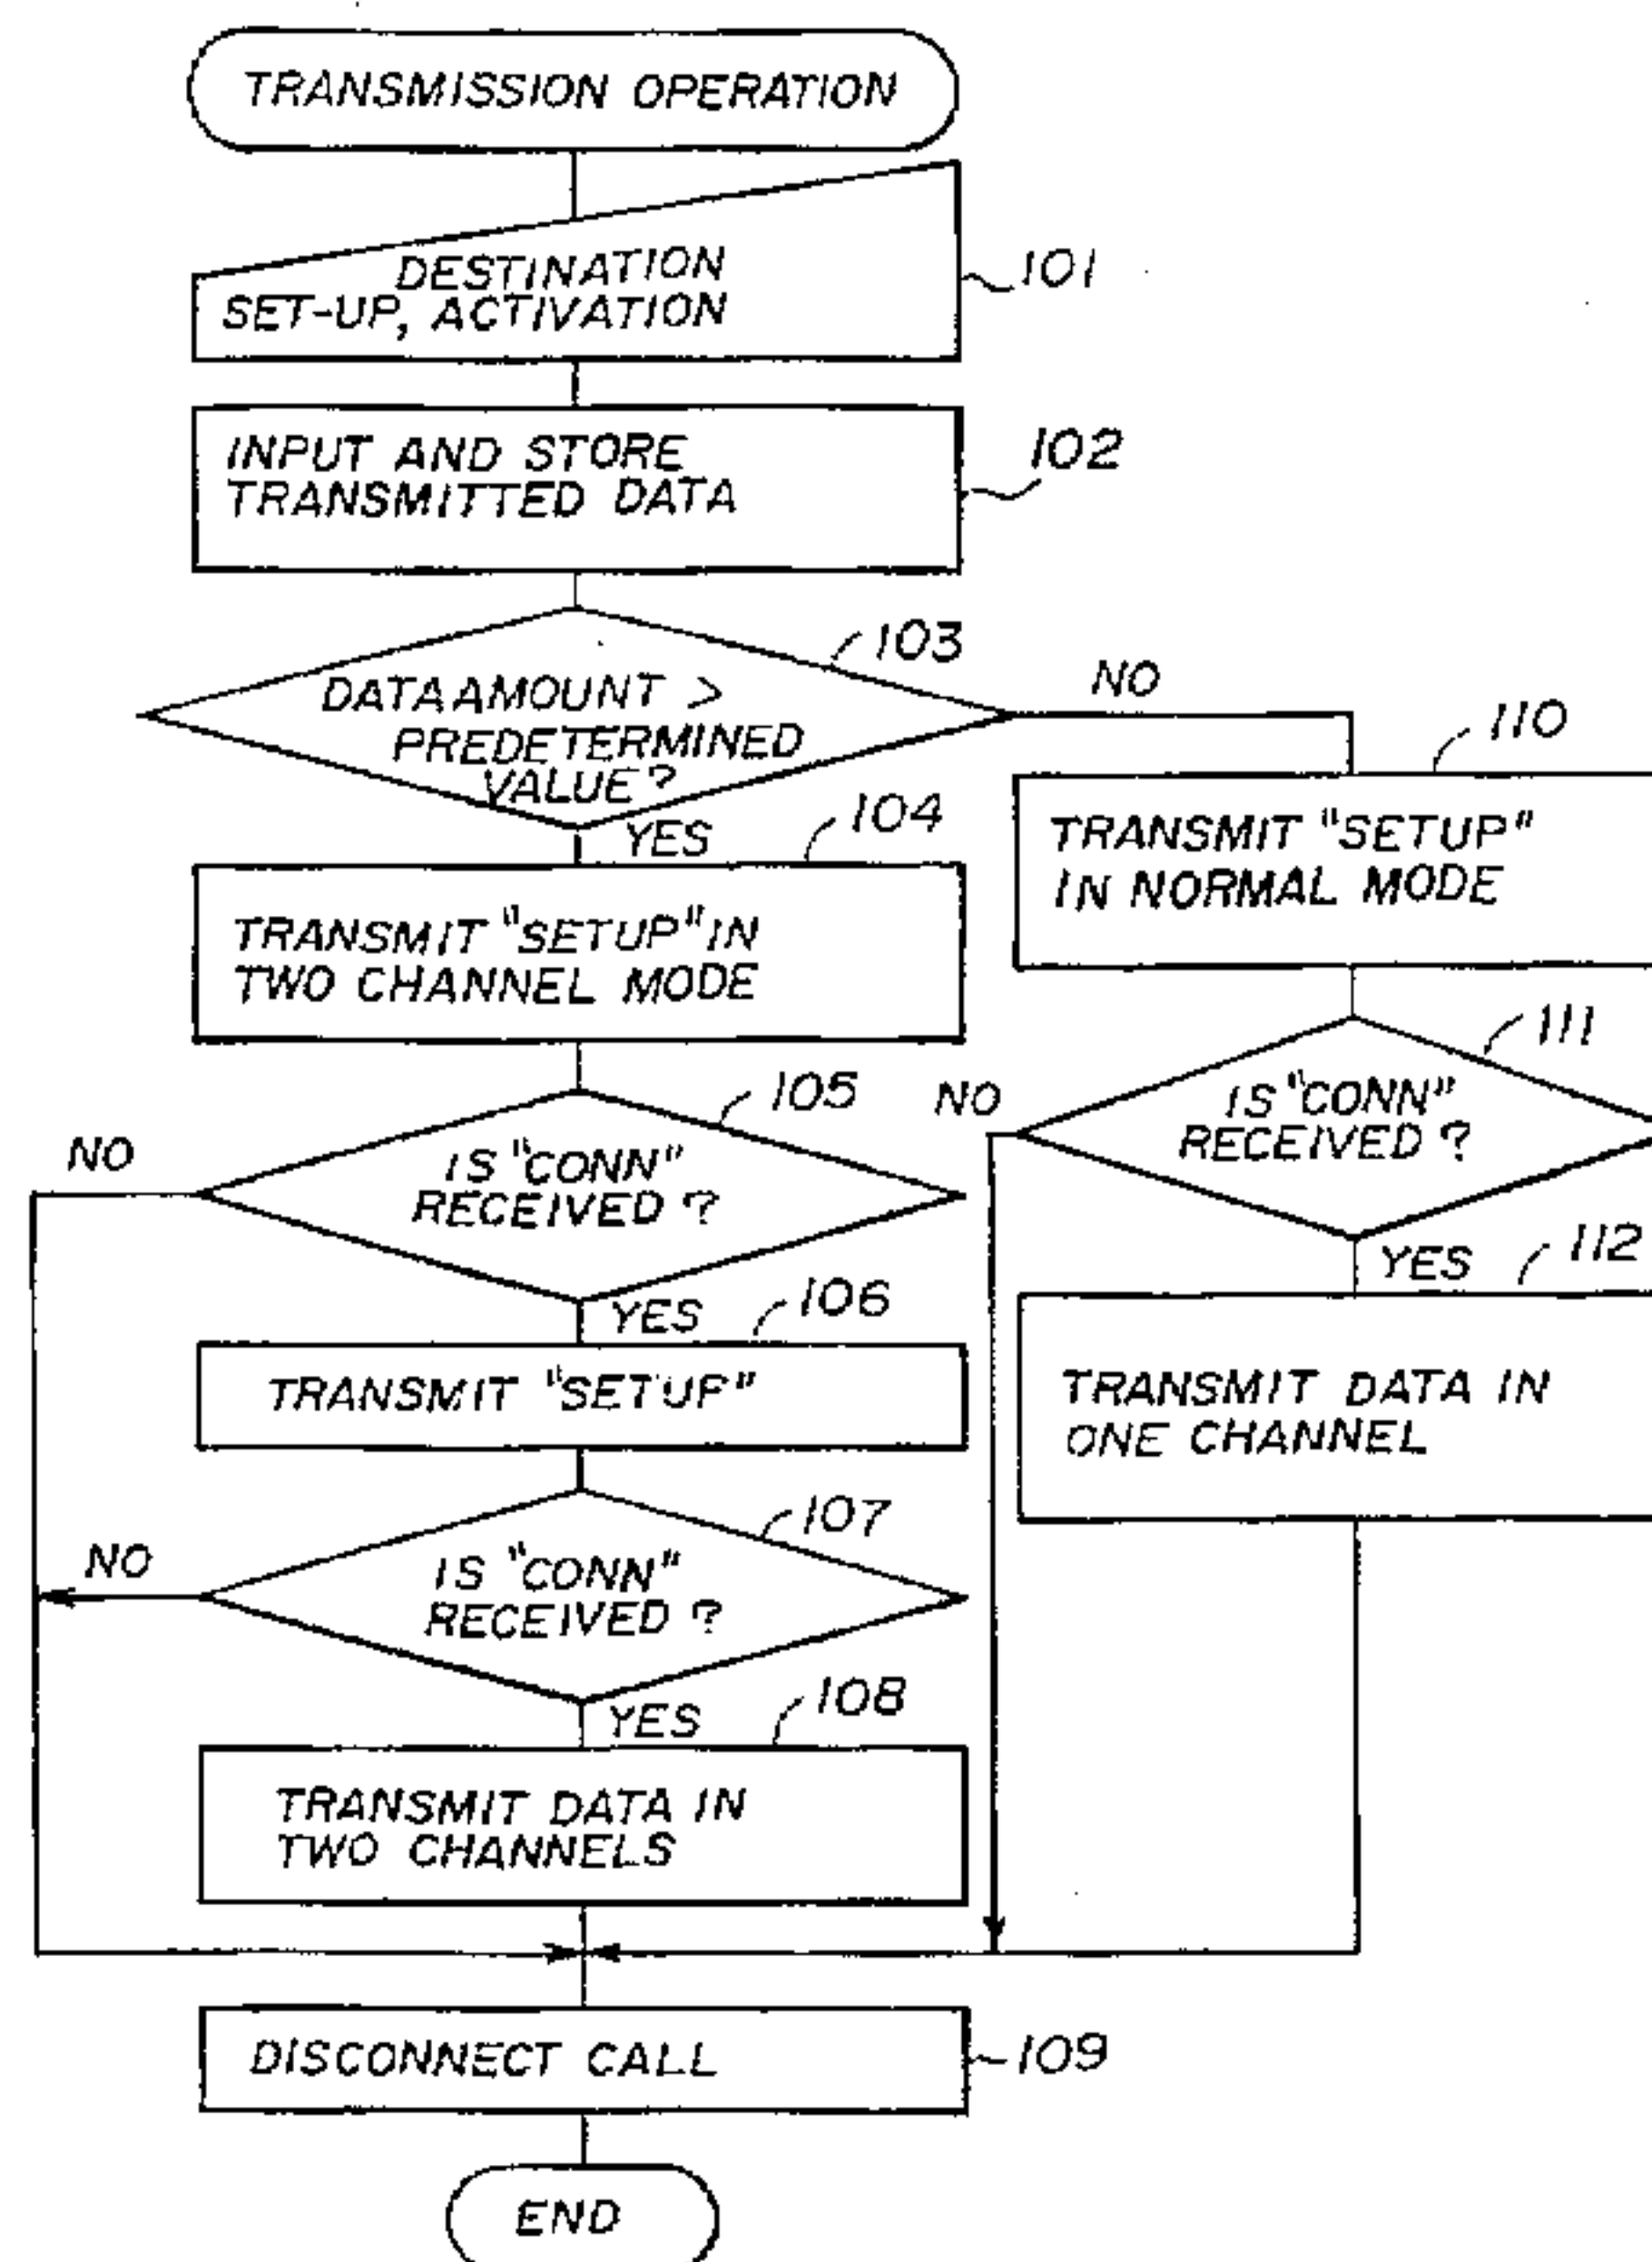 TRANSMISSION OPERATION
DESTINATION
SET-UP, ACTIVATION
101
INPUT AND STORE
TRANSMITTED DATA
102
103
DATA AMOUNT >
PREDETERMINED
VALUE?
NO
YES
104
TRANSMIT "SETUP" IN
TWO CHANNEL MODE
105
IS "CONN"
RECEIVED ?
NO
YES
106
TRANSMIT "SETUP"
107
IS "CONN"
RECEIVED ?
NO
YES
108
TRANSMIT DATA IN
TWO CHANNELS
110
TRANSMIT "SETUP"
IN NORMAL MODE
111
IS "CONN"
RECEIVED ?
NO
YES
112
TRANSMIT DATA IN
ONE CHANNEL
DISCONNECT CALL
109
END